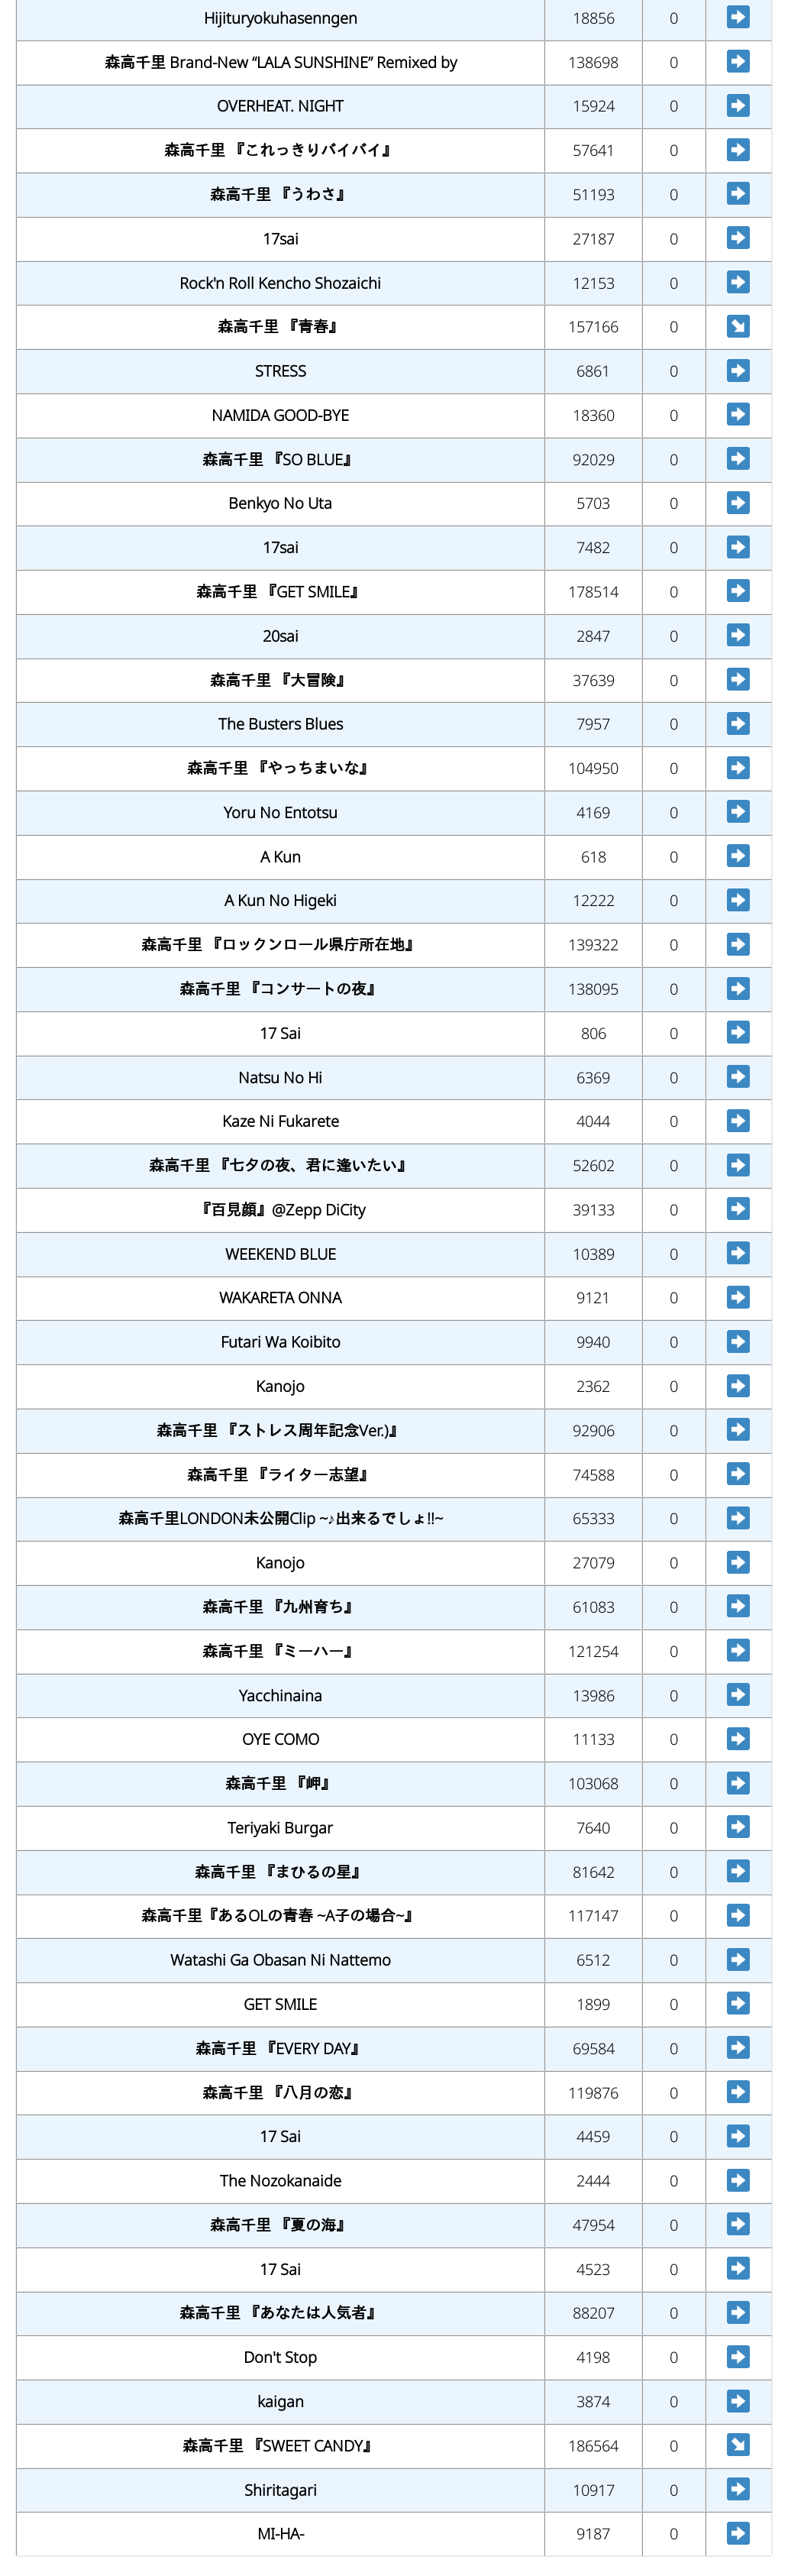 Hijituryokuhasenngen 18856 0
森高千里 Brand-New “LALA SUNSHINE” Remixed by 138698 0
OVERHEAT. NIGHT 15924 0
森高千里 『これっきりバイバイ』 57641 0
森高千里 『うわさ』 51193 0
17sai 27187 0
Rock'n Roll Kencho Shozaichi 12153 0
森高千里 『青春』 157166 0
STRESS 6861 0
NAMIDA GOOD-BYE 18360 0
森高千里 『SO BLUE』 92029 0
Benkyo No Uta 5703 0
17sai 7482 0
森高千里 『GET SMILE』 178514 0
20sai 2847 0
森高千里 『大冒険』 37639 0
The Busters Blues 7957 0
森高千里 『やっちまいな』 104950 0
Yoru No Entotsu 4169 0
A Kun 618 0
A Kun No Higeki 12222 0
森高千里 『ロックンロール県庁所在地』 139322 0
森高千里 『コンサートの夜』 138095 0
17 Sai 806 0
Natsu No Hi 6369 0
Kaze Ni Fukarete 4044 0
森高千里 『七夕の夜、君に逢いたい』 52602 0
『百見顔』@Zepp DiCity 39133 0
WEEKEND BLUE 10389 0
WAKARETA ONNA 9121 0
Futari Wa Koibito 9940 0
Kanojo 2362 0
森高千里 『ストレス周年記念Ver.)』 92906 0
森高千里 『ライター志望』 74588 0
森高千里LONDON未公開Clip ~♪出来るでしょ!!~ 65333 0
Kanojo 27079 0
森高千里 『九州育ち』 61083 0
森高千里 『ミーハー』 121254 0
Yacchinaina 13986 0
OYE COMO 11133 0
森高千里 『岬』 103068 0
Teriyaki Burgar 7640 0
森高千里 『まひるの星』 81642 0
森高千里『あるOLの青春 ~A子の場合~』 117147 0
Watashi Ga Obasan Ni Nattemo 6512 0
GET SMILE 1899 0
森高千里 『EVERY DAY』 69584 0
森高千里 『八月の恋』 119876 0
17 Sai 4459 0
The Nozokanaide 2444 0
森高千里 『夏の海』 47954 0
17 Sai 4523 0
森高千里 『あなたは人気者』 88207 0
Don't Stop 4198 0
kaigan 3874 0
森高千里 『SWEET CANDY』 186564 0
Shiritagari 10917 0
MI-HA- 9187 0